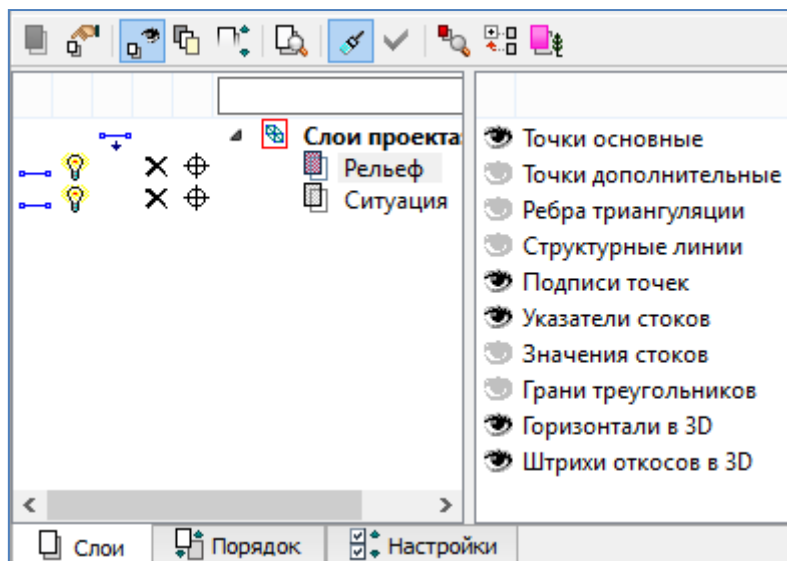 Слои проекта
Рельеф
Ситуация
Точки основные
Точки дополнительные
Ребра триангуляции
Структурные линии
Подписи точек
Указатели стоков
Значения стоков
Грани треугольников
Горизонтали в 3D
Штрихи откосов в 3D
Слои
Порядок
Настройки